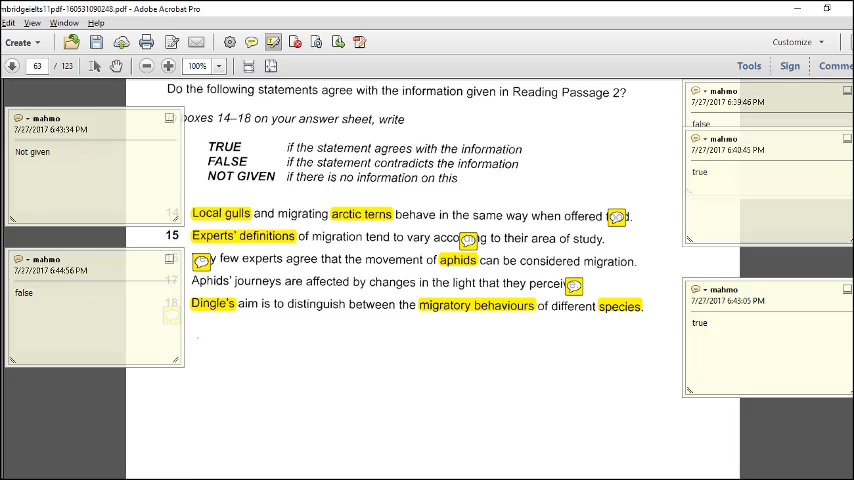 mbridgeielts11pdf-160531090248.pdf - Adobe Acrobat Pro
Edit View Window Help
Create
100%
Customize
63 / 123
Tools Sign Comme
Do the following statements agree with the information given in Reading Passage 2?
boxes 14–18 on your answer sheet, write
TRUE if the statement agrees with the information
FALSE if the statement contradicts the information
NOT GIVEN if there is no information on this
14 Local gulls and migrating arctic terns behave in the same way when offered
15 Experts' definitions of migration tend to vary according to their area of study.
few experts agree that the movement of aphids can be considered migration.
17 Aphids' journeys are affected by changes in the light that they
18 Dingle's aim is to distinguish between the migratory behaviours of different species.
mahmo
7/27/2017 6:43:34 PM
Not given
mahmo
7/27/2017 6:44:56 PM
false
mahmo
7/27/2017 6:39:46 PM
false
mahmo
7/27/2017 6:40:45 PM
true
mahmo
7/27/2017 6:43:05 PM
true